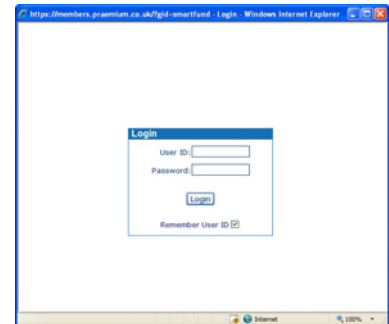 https://members.praemium.co.uk/?gid=smartfund - Login - Windows Internet Explorer
Login
User ID:
Password:
Login
Remember User ID
Internet
100%